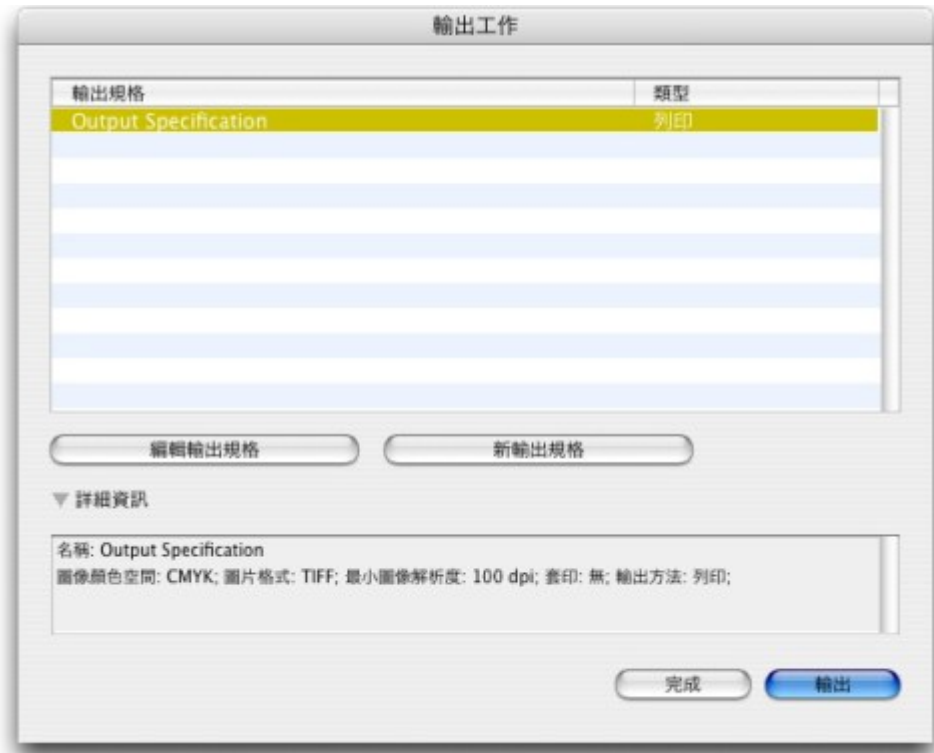 輸出工作
輸出規格 類型
Output Specification 列印
編輯輸出規格 新輸出規格
詳細資訊
名稱: Output Specification
圖像顏色空間: CMYK; 圖片格式: TIFF; 最小圖像解析度: 100 dpi; 套印: 無; 輸出方法: 列印;
完成 輸出